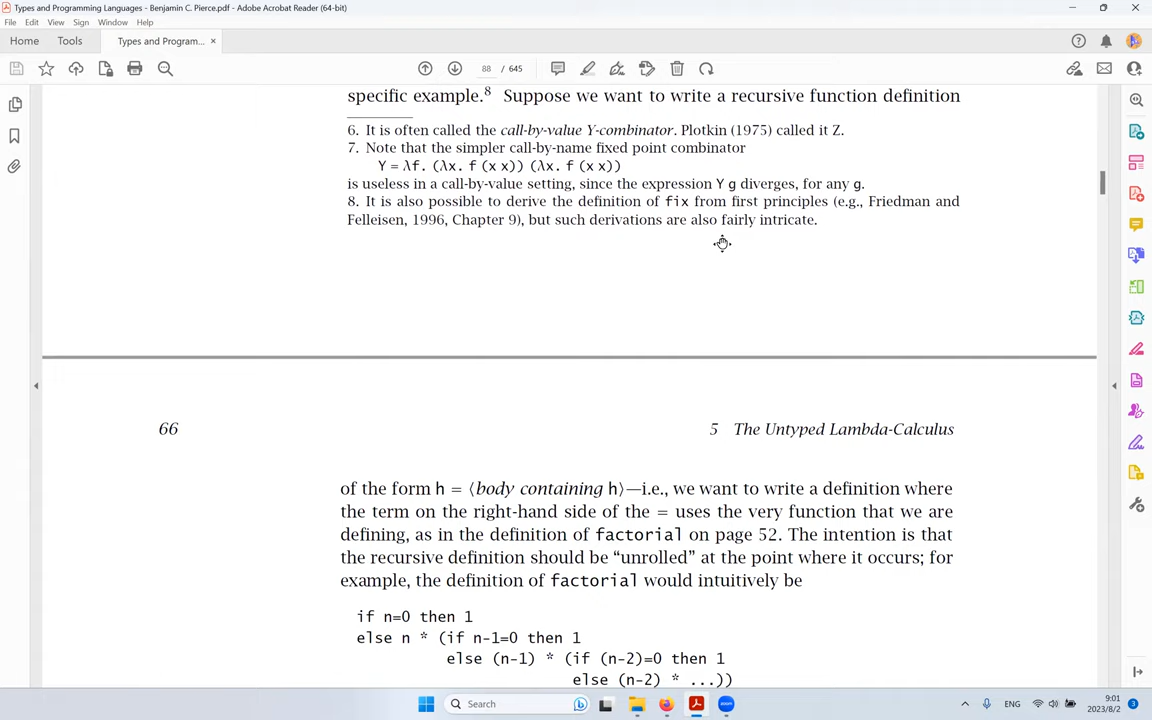 Types and Programming Languages - Benjamin C. Pierce.pdf - Adobe Acrobat Reader (64-bit)
File Edit View Sign Window Help
Home Tools Types and Program... ×
88 / 645
specific example.⁸ Suppose we want to write a recursive function definition
6. It is often called the call-by-value Y-combinator. Plotkin (1975) called it Z.
7. Note that the simpler call-by-name fixed point combinator
Y = λf. (λx. f (x x)) (λx. f (x x))
is useless in a call-by-value setting, since the expression Y g diverges, for any g.
8. It is also possible to derive the definition of fix from first principles (e.g., Friedman and
Felleisen, 1996, Chapter 9), but such derivations are also fairly intricate.
66
5 The Untyped Lambda-Calculus
of the form h = ⟨body containing h⟩—i.e., we want to write a definition where
the term on the right-hand side of the = uses the very function that we are
defining, as in the definition of factorial on page 52. The intention is that
the recursive definition should be “unrolled” at the point where it occurs; for
example, the definition of factorial would intuitively be
if n=0 then 1
else n * (if n-1=0 then 1
else (n-1) * (if (n-2)=0 then 1
else (n-2) * ...))
Search
ENG
9:01
2023/8/2
3
zoom